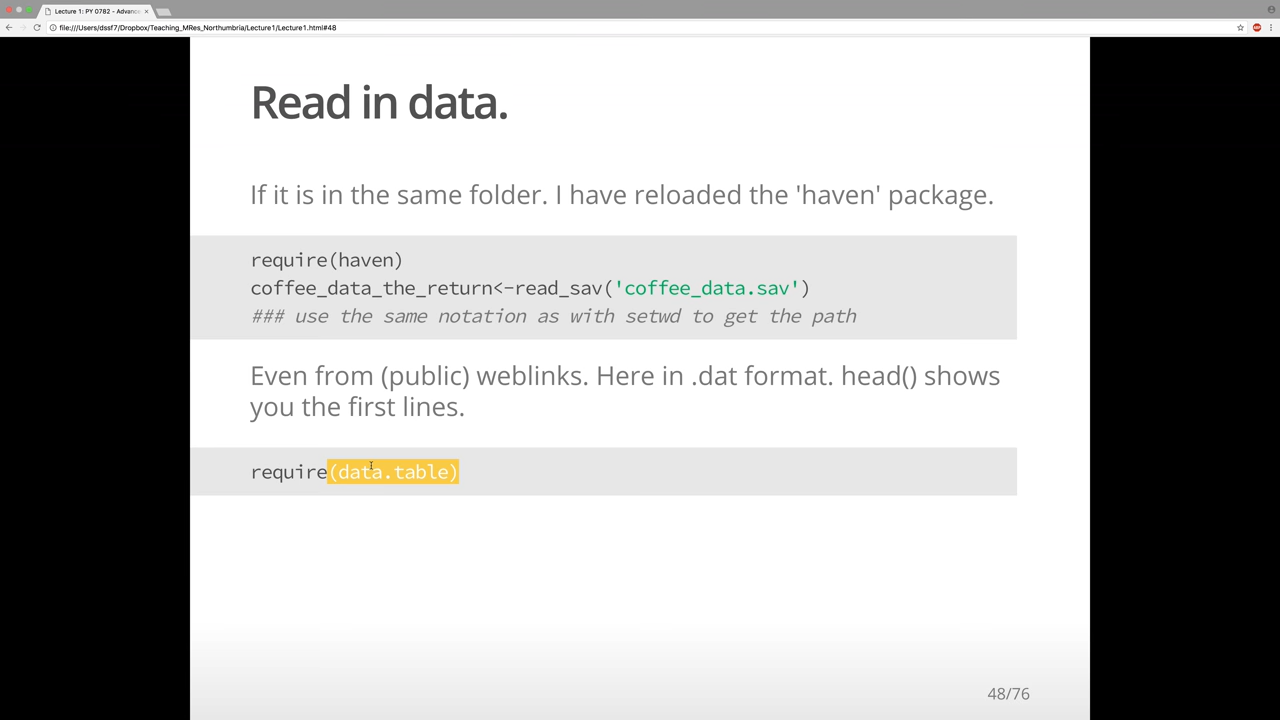 Lecture 1: PY 0782 - Advanc
file:///Users/dssf7/Dropbox/Teaching_MRes_Northumbria/Lecture1/Lecture1.html#48
Read in data.
If it is in the same folder. I have reloaded the 'haven' package.
require(haven)
coffee_data_the_return<-read_sav('coffee_data.sav')
### use the same notation as with setwd to get the path
Even from (public) weblinks. Here in .dat format. head() shows
you the first lines.
require(data.table)
48/76